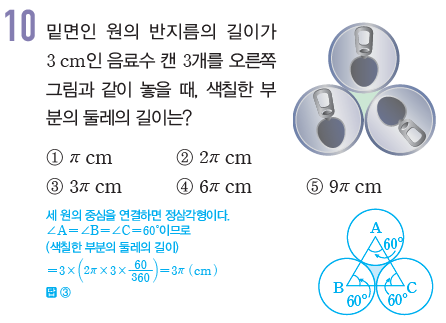 10 밑면인 원의 반지름의 길이가
3 cm인 음료수 캔 3개를 오른쪽
그림과 같이 놓을 때, 색칠한 부
분의 둘레의 길이는?
① π cm ② 2π cm
③ 3π cm ④ 6π cm ⑤ 9π cm
세 원의 중심을 연결하면 정삼각형이다.
∠A=∠B=∠C=60°이므로
(색칠한 부분의 둘레의 길이)
=3×(2π×3×60/360)=3π (cm)
답 ③
A
60°
B C
60° 60°